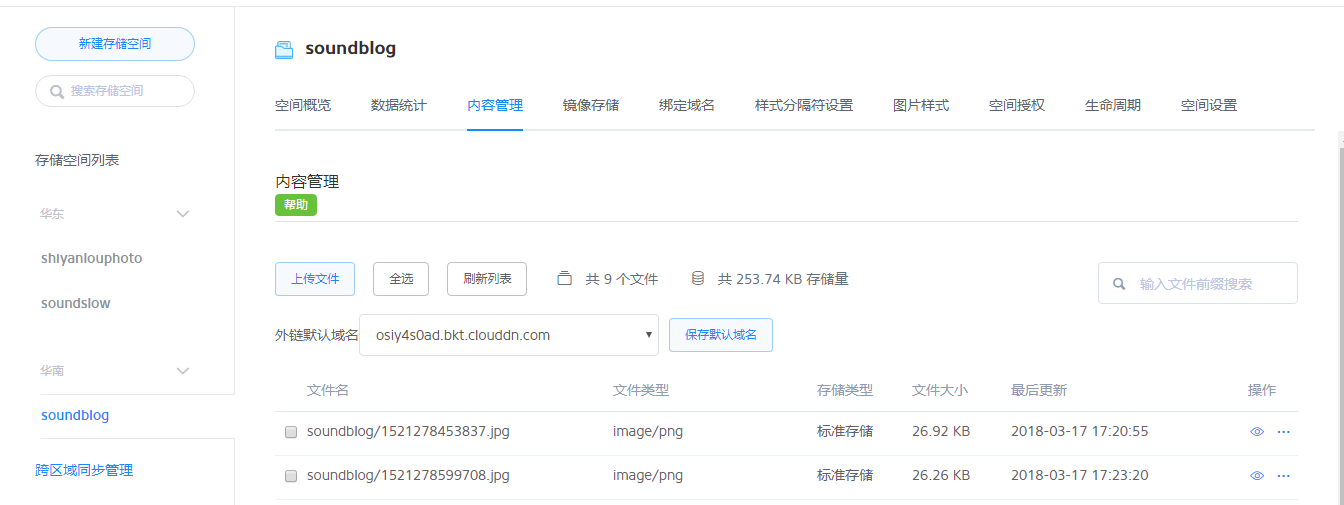 新建存储空间
搜索存储空间
存储空间列表
华东
shiyanlouphoto
soundslow
华南
soundblog
跨区域同步管理
soundblog
空间概览 数据统计 内容管理 镜像存储 绑定域名 样式分隔符设置 图片样式 空间授权 生命周期 空间设置
内容管理
帮助
上传文件 全选 刷新列表 共 9 个文件 共 253.74 KB 存储量 输入文件前缀搜索
外链默认域名 osiy4s0ad.bkt.clouddn.com 保存默认域名
文件名 文件类型 存储类型 文件大小 最后更新 操作
soundblog/1521278453837.jpg image/png 标准存储 26.92 KB 2018-03-17 17:20:55
soundblog/1521278599708.jpg image/png 标准存储 26.26 KB 2018-03-17 17:23:20